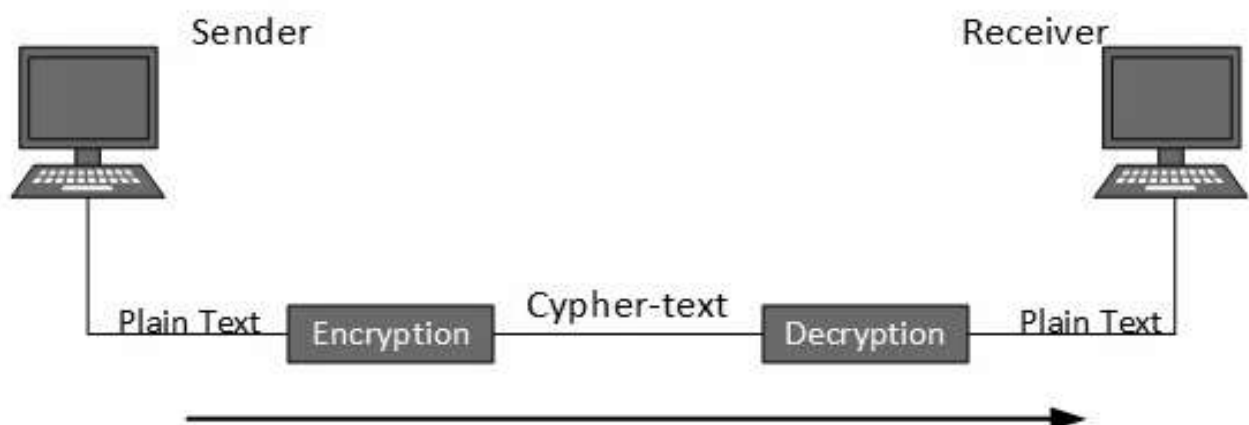 Sender
Receiver
Plain Text
Encryption
Cypher-text
Decryption
Plain Text